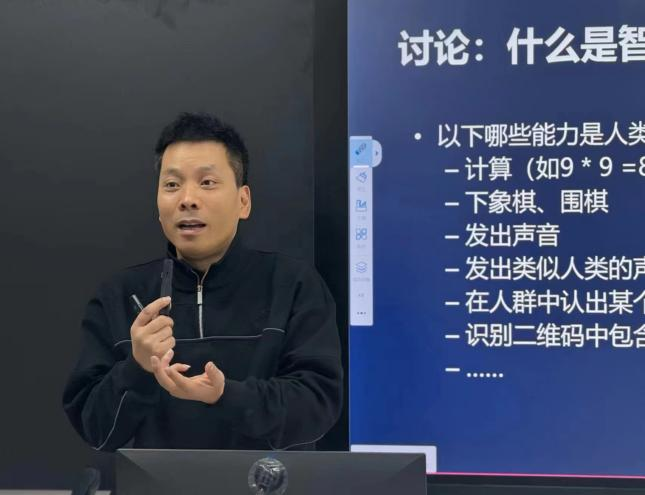 讨论：什么是智
• 以下哪些能力是人类
– 计算（如9 * 9 =8
– 下象棋、围棋
– 发出声音
– 发出类似人类的声
– 在人群中认出某个
– 识别二维码中包含
– ……